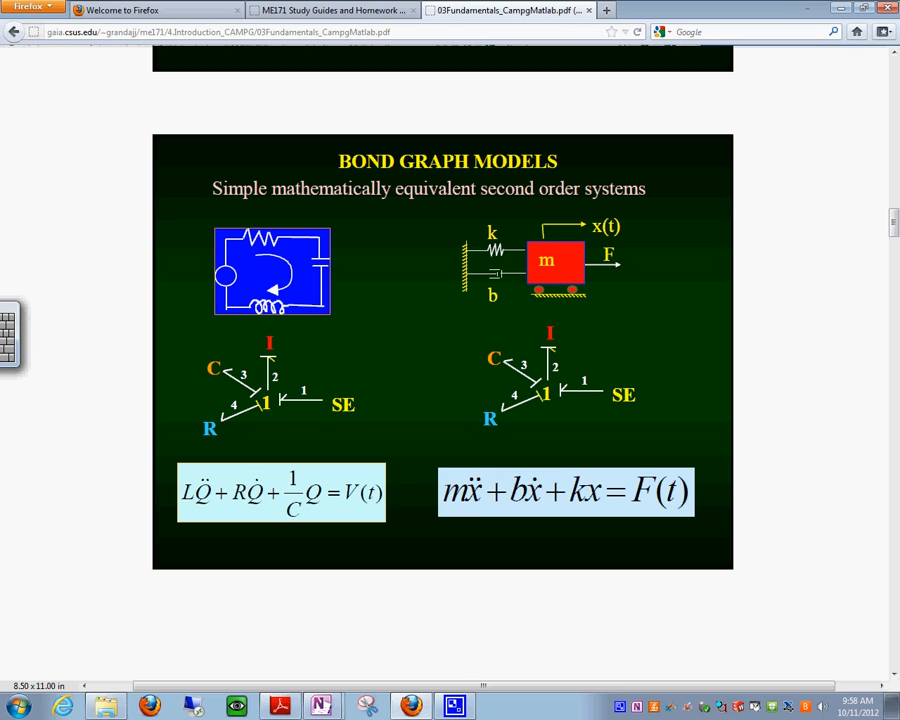 Firefox
Welcome to Firefox
ME171 Study Guides and Homework ...
03Fundamentals_CampgMatlab.pdf (...
gaia.csus.edu/~grandajj/me171/4.Introduction_CAMPG/03Fundamentals_CampgMatlab.pdf
Google
BOND GRAPH MODELS
Simple mathematically equivalent second order systems
k
x(t)
m
F
b
I
C
3
2
1
4
1
SE
R
I
C
3
2
1
4
1
SE
R
LQ̈ + RQ̇ + 1/C Q = V(t)
mẍ + bẋ + kx = F(t)
8.50 x 11.00 in
9:58 AM
10/11/2012